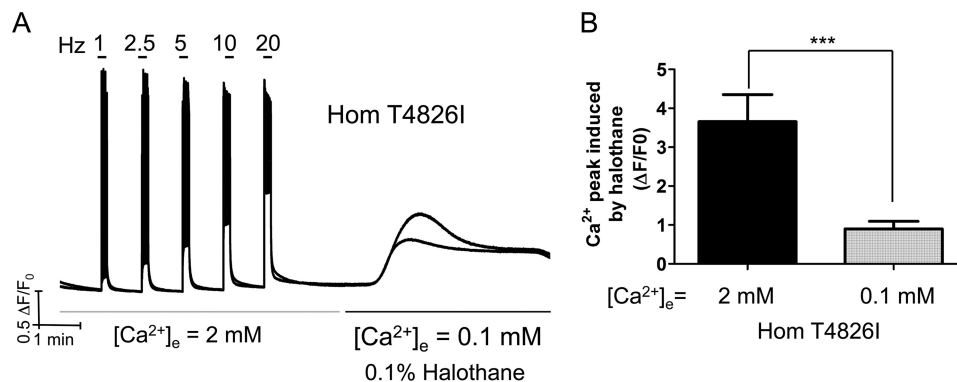 A
Hz 1 2.5 5 10 20
Hom T4826I
0.5 ΔF/F₀
1 min
[Ca²⁺]ₑ = 2 mM
[Ca²⁺]ₑ = 0.1 mM
0.1% Halothane
B
***
Ca²⁺ peak induced
by halothane
(ΔF/F0)
5
4
3
2
1
0
[Ca²⁺]ₑ= 2 mM 0.1 mM
Hom T4826I